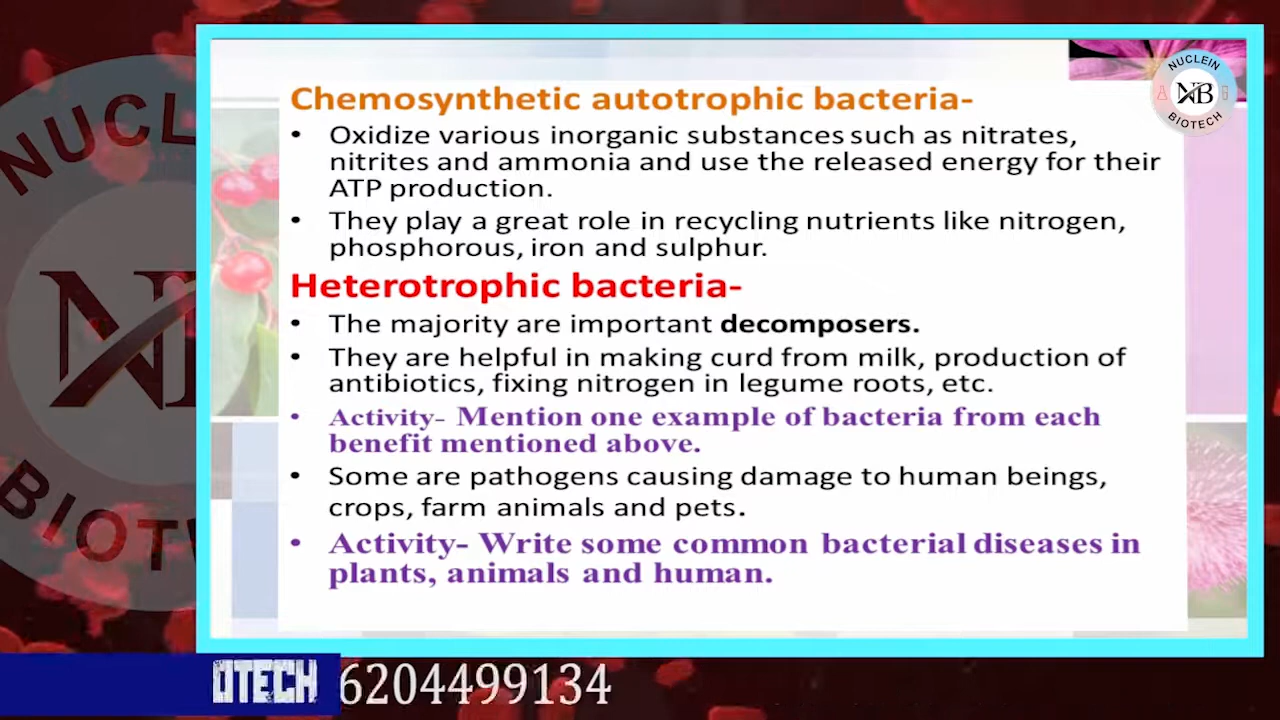 Chemosynthetic autotrophic bacteria-
• Oxidize various inorganic substances such as nitrates,
nitrites and ammonia and use the released energy for their
ATP production.
• They play a great role in recycling nutrients like nitrogen,
phosphorous, iron and sulphur.
Heterotrophic bacteria-
• The majority are important decomposers.
• They are helpful in making curd from milk, production of
antibiotics, fixing nitrogen in legume roots, etc.
• Activity- Mention one example of bacteria from each
benefit mentioned above.
• Some are pathogens causing damage to human beings,
crops, farm animals and pets.
• Activity- Write some common bacterial diseases in
plants, animals and human.
NUCLEIN
NB
BIOTECH
NUCL
N
BIOT
OTECH 6204499134